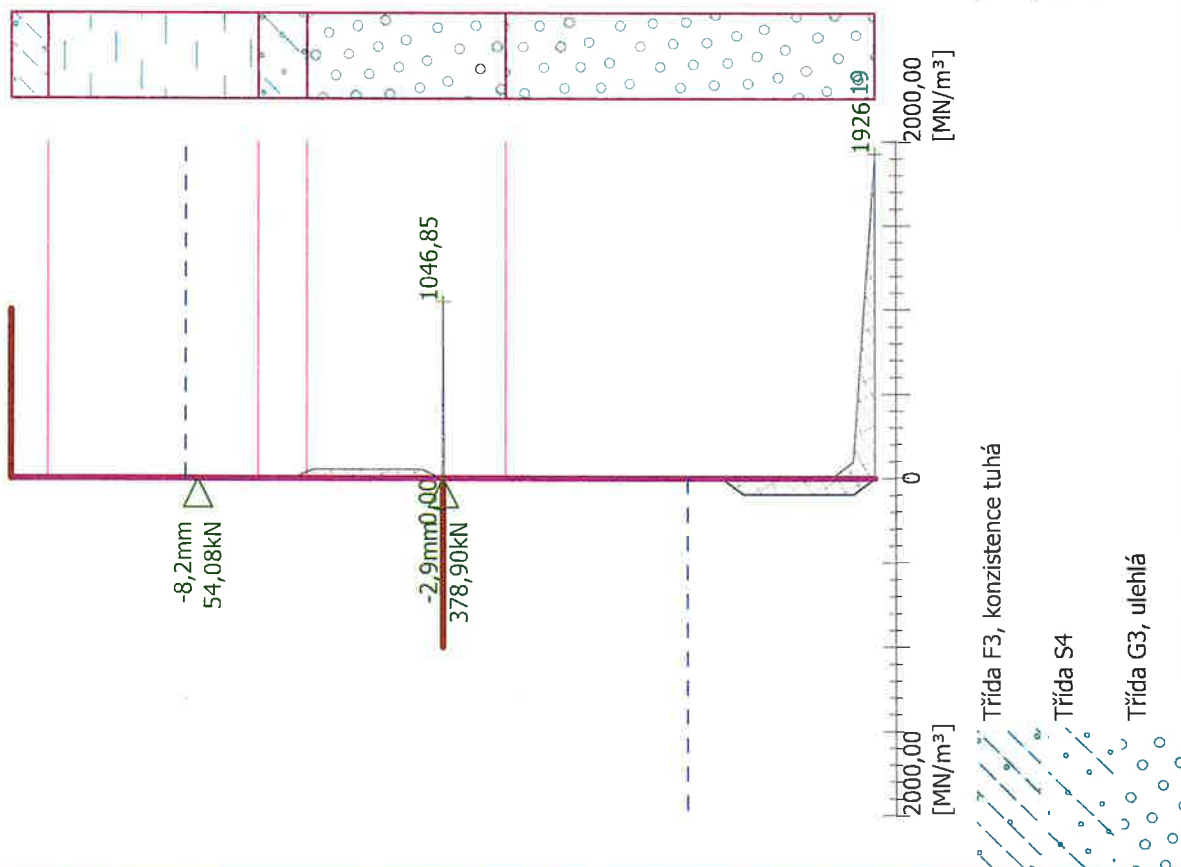 1926,19
2000,00
[MN/m³]
1046,85
0
-8,2mm
54,08kN
-2,9mm
0,00
378,90kN
2000,00
[MN/m³]
Třída F3, konzistence tuhá
Třída S4
Třída G3, ulehlá